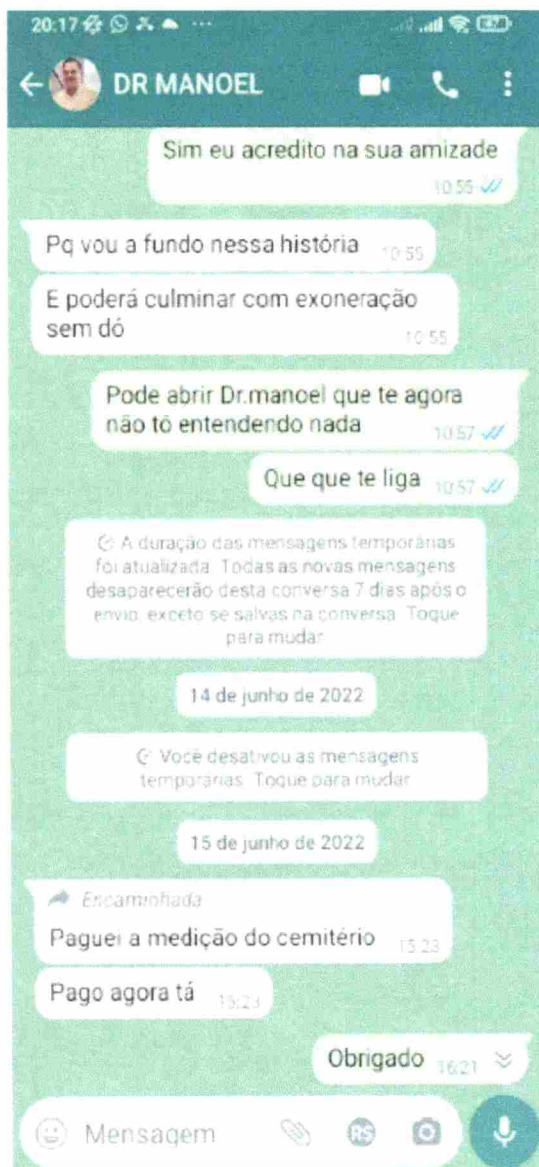 20:17
DR MANOEL
Sim eu acredito na sua amizade
10:55
Pq vou a fundo nessa história 10:55
E poderá culminar com exoneração
sem dó 10:55
Pode abrir Dr.manoel que te agora
não tô entendendo nada 10:57
Que que te liga 10:57
A duração das mensagens temporárias
foi atualizada. Todas as novas mensagens
desaparecerão desta conversa 7 dias após o
envio, exceto se salvas na conversa. Toque
para mudar
14 de junho de 2022
Você desativou as mensagens
temporárias. Toque para mudar
15 de junho de 2022
Encaminhada
Paguei a medição do cemitério 15:23
Pago agora tá 15:23
Obrigado 16:21
Mensagem
R$